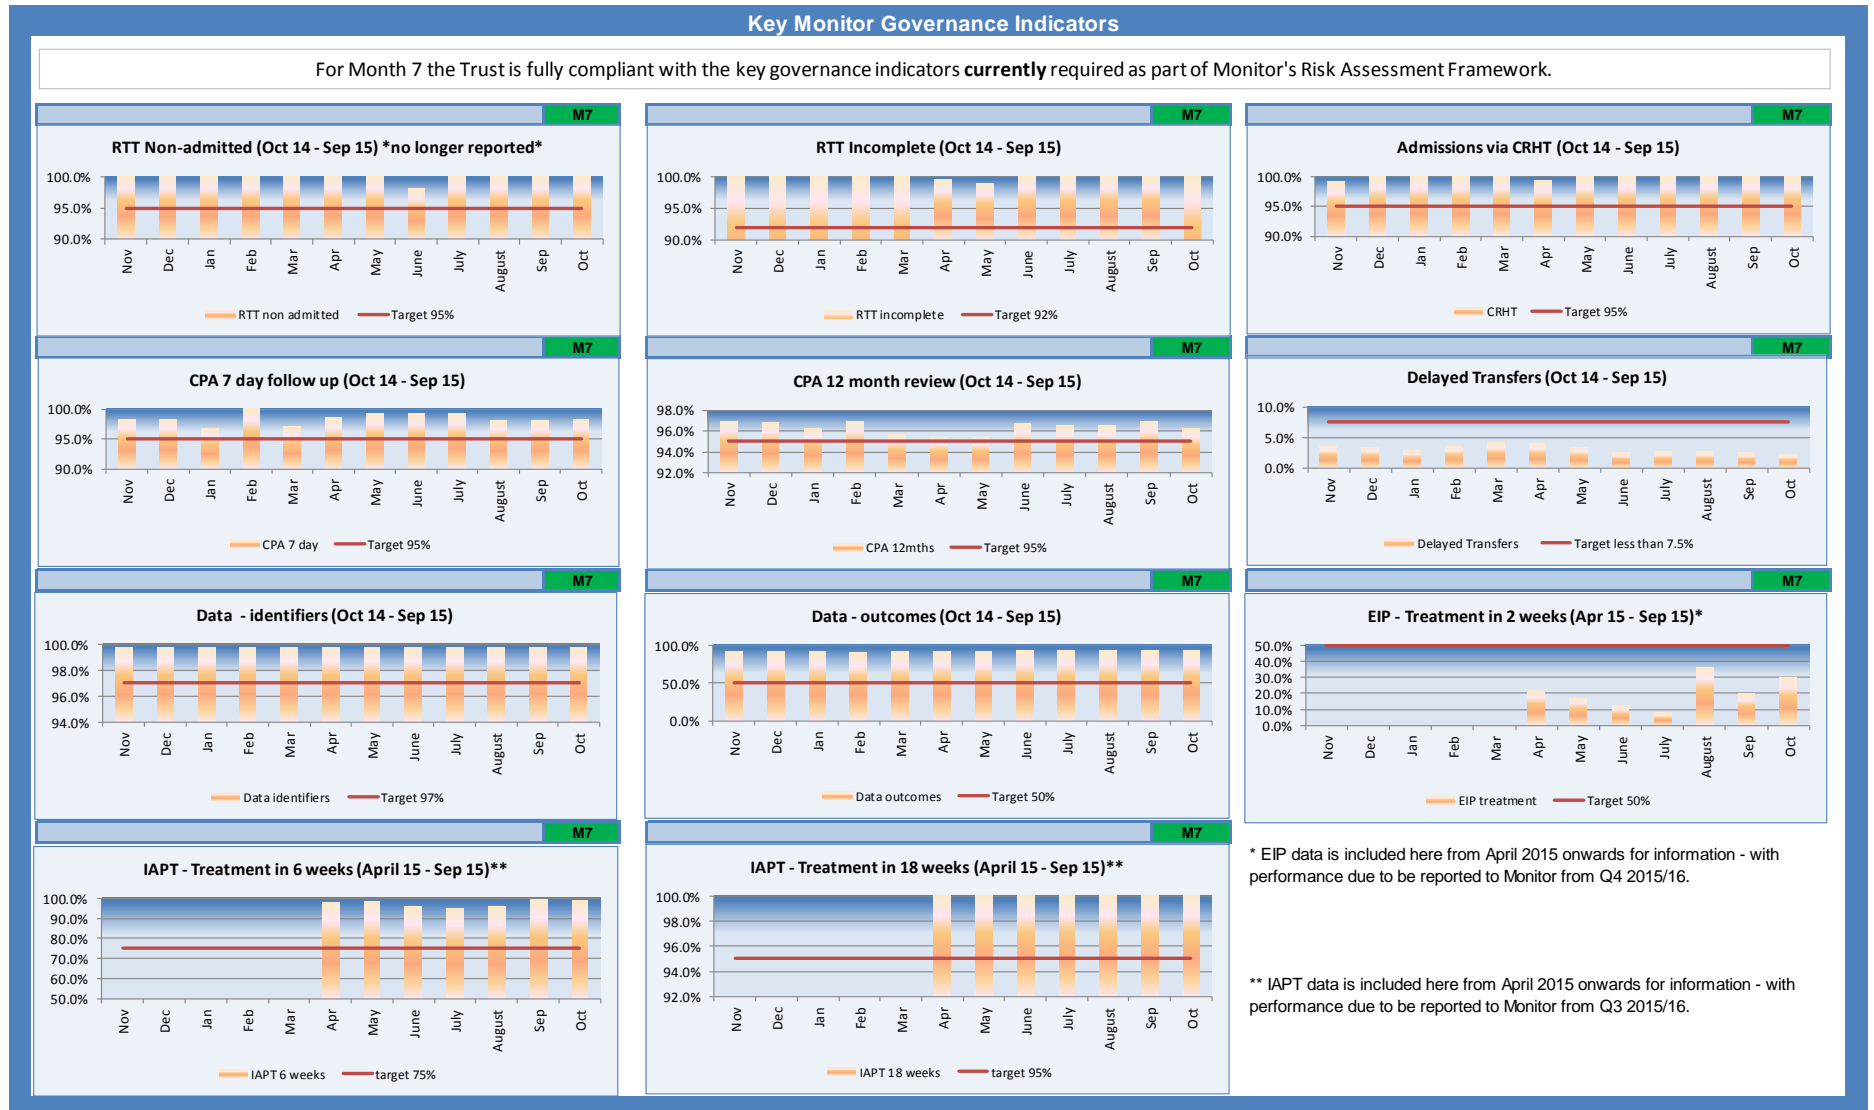 Key Monitor Governance Indicators
For Month 7 the Trust is fully compliant with the key governance indicators currently required as part of Monitor's Risk Assessment Framework.
M7
RTT Non-admitted (Oct 14 - Sep 15) *no longer reported*
100.0%
95.0%
90.0%
Nov Dec Jan Feb Mar Apr May June July August Sep Oct
RTT non admitted Target 95%
M7
RTT Incomplete (Oct 14 - Sep 15)
100.0%
95.0%
90.0%
Nov Dec Jan Feb Mar Apr May June July August Sep Oct
RTT incomplete Target 92%
M7
Admissions via CRHT (Oct 14 - Sep 15)
100.0%
95.0%
90.0%
Nov Dec Jan Feb Mar Apr May June July August Sep Oct
CRHT Target 95%
M7
CPA 7 day follow up (Oct 14 - Sep 15)
100.0%
95.0%
90.0%
Nov Dec Jan Feb Mar Apr May June July August Sep Oct
CPA 7 day Target 95%
M7
CPA 12 month review (Oct 14 - Sep 15)
98.0%
96.0%
94.0%
92.0%
Nov Dec Jan Feb Mar Apr May June July August Sep Oct
CPA 12mths Target 95%
M7
Delayed Transfers (Oct 14 - Sep 15)
10.0%
5.0%
0.0%
Nov Dec Jan Feb Mar Apr May June July August Sep Oct
Delayed Transfers Target less than 7.5%
M7
Data - identifiers (Oct 14 - Sep 15)
100.0%
98.0%
96.0%
94.0%
Nov Dec Jan Feb Mar Apr May June July August Sep Oct
Data identifiers Target 97%
M7
Data - outcomes (Oct 14 - Sep 15)
100.0%
50.0%
0.0%
Nov Dec Jan Feb Mar Apr May June July August Sep Oct
Data outcomes Target 50%
M7
EIP - Treatment in 2 weeks (Apr 15 - Sep 15)*
50.0%
40.0%
30.0%
20.0%
10.0%
0.0%
Nov Dec Jan Feb Mar Apr May June July August Sep Oct
EIP treatment Target 50%
M7
IAPT - Treatment in 6 weeks (April 15 - Sep 15)**
100.0%
90.0%
80.0%
70.0%
60.0%
50.0%
Nov Dec Jan Feb Mar Apr May June July August Sep Oct
IAPT 6 weeks target 75%
M7
IAPT - Treatment in 18 weeks (April 15 - Sep 15)**
100.0%
98.0%
96.0%
94.0%
92.0%
Nov Dec Jan Feb Mar Apr May June July August Sep Oct
IAPT 18 weeks target 95%
* EIP data is included here from April 2015 onwards for information - with
performance due to be reported to Monitor from Q4 2015/16.
** IAPT data is included here from April 2015 onwards for information - with
performance due to be reported to Monitor from Q3 2015/16.